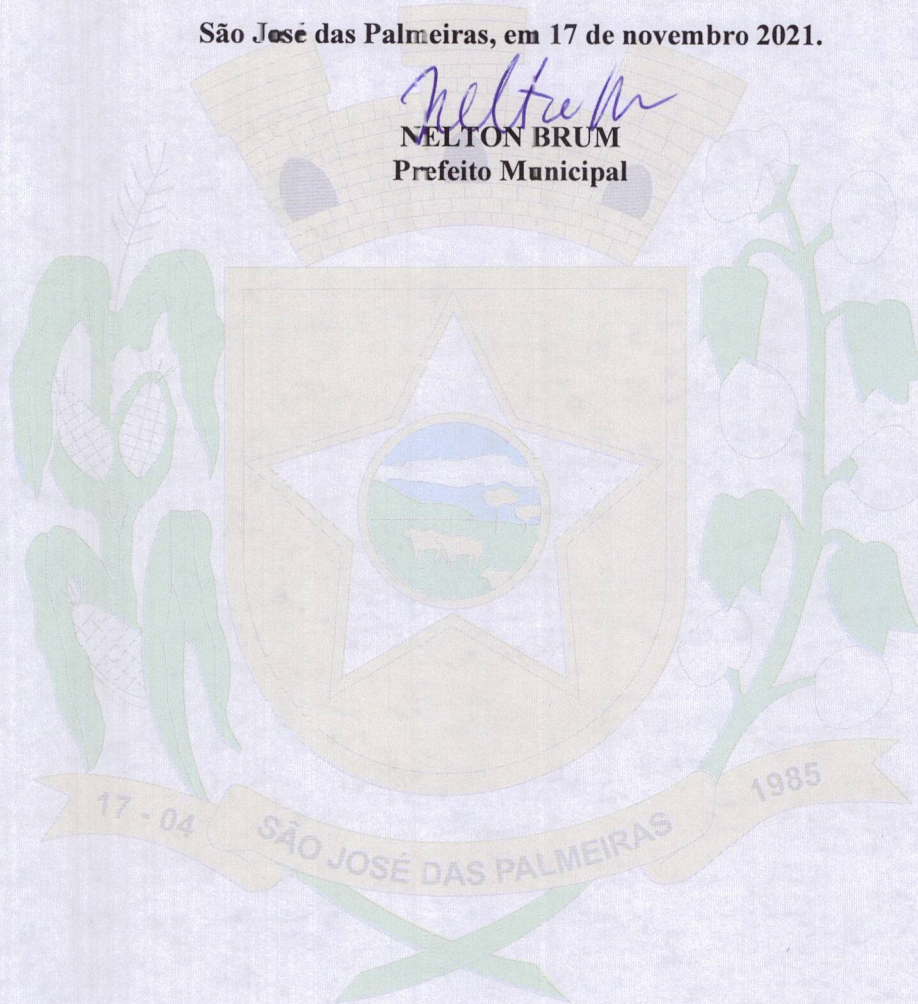 São José das Palmeiras, em 17 de novembro 2021.
NELTON BRUM
Prefeito Municipal
17 - 04
SÃO JOSÉ DAS PALMEIRAS
1985